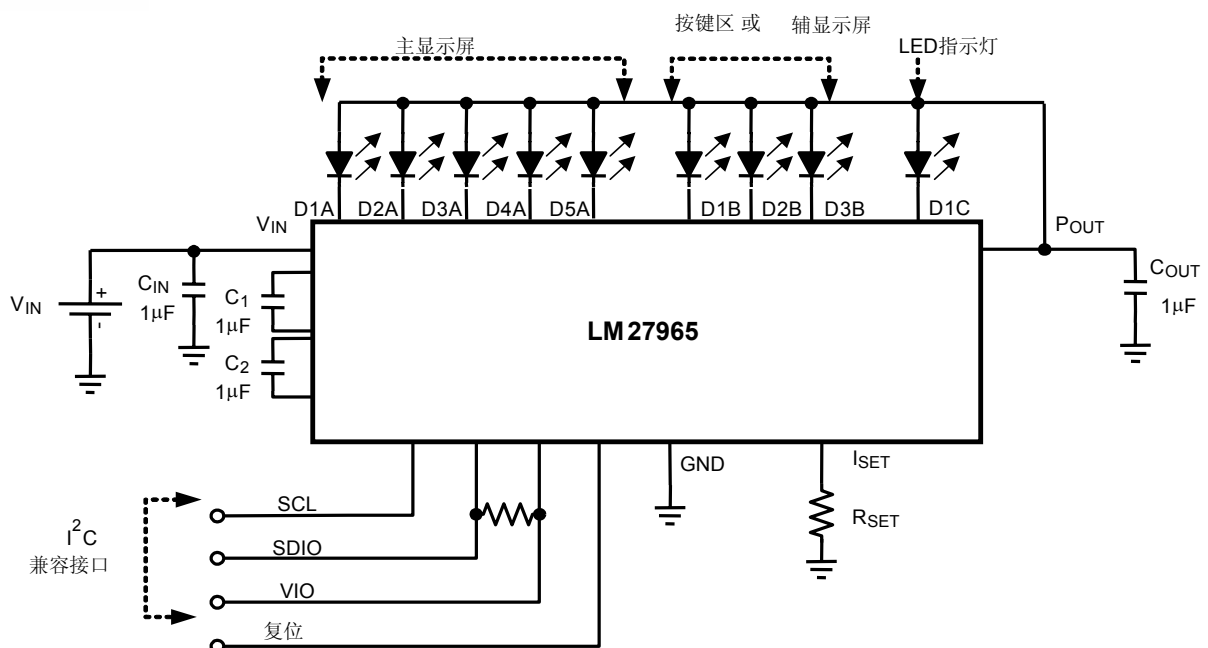 按键区 或 辅显示屏
主显示屏
LED指示灯
D1A D2A D3A D4A D5A D1B D2B D3B D1C
VIN
POUT
VIN
+
-
CIN
1µF
C1
1µF
C2
1µF
LM27965
COUT
1µF
GND
ISET
RSET
I²C
兼容接口
SCL
SDIO
VIO
复位